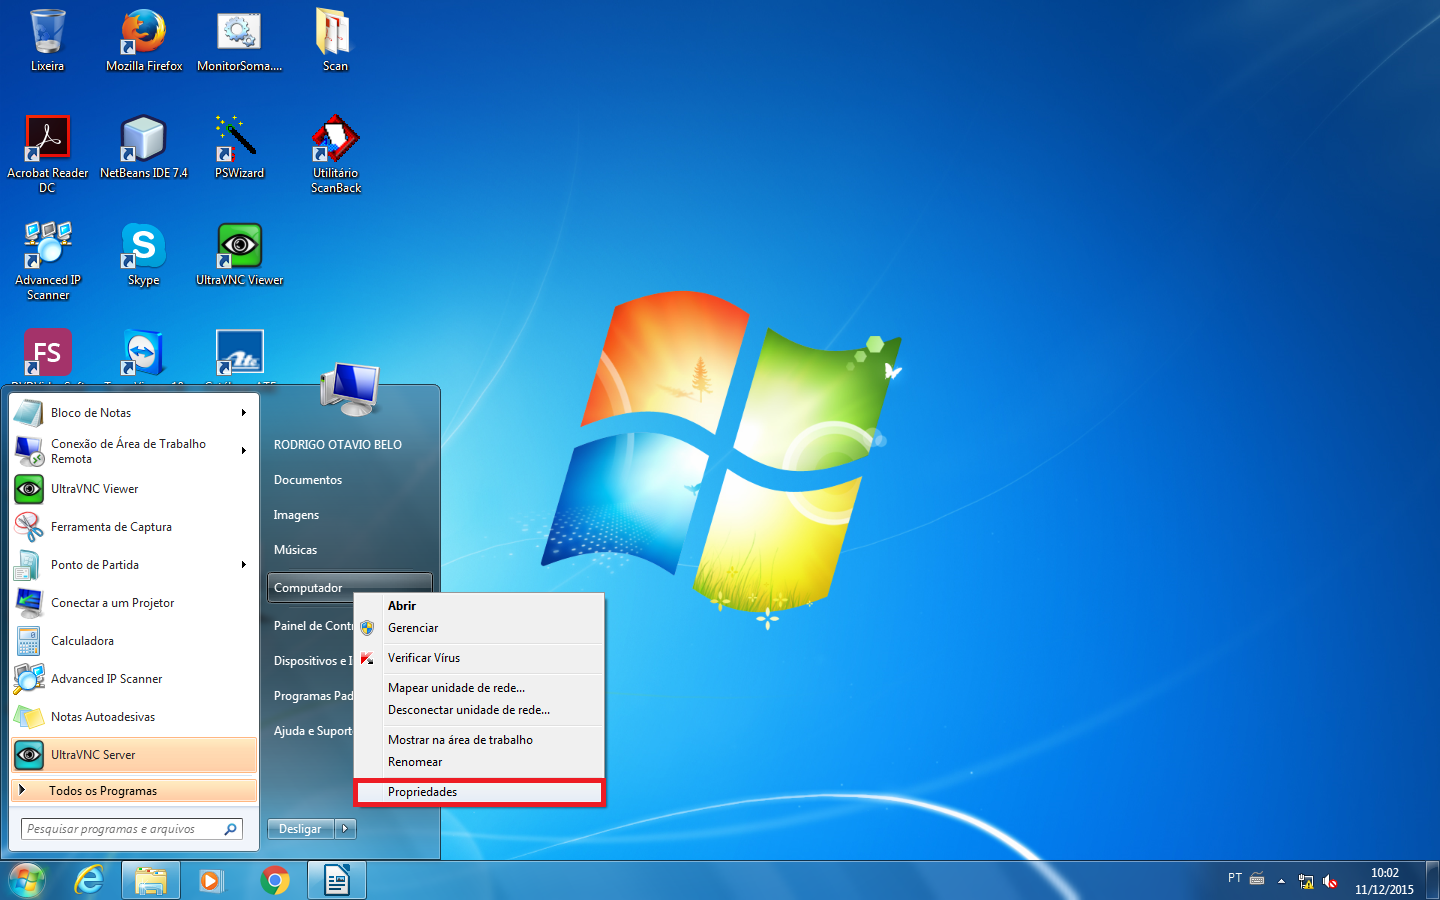 Lixeira
Mozilla Firefox
MonitorSoma....
Scan
Acrobat Reader
DC
NetBeans IDE 7.4
PSWizard
Utilitário
ScanBack
Advanced IP
Scanner
Skype
UltraVNC Viewer
FS
Ate
Bloco de Notas
Conexão de Área de Trabalho
Remota
UltraVNC Viewer
Ferramenta de Captura
Ponto de Partida
Conectar a um Projetor
Calculadora
Advanced IP Scanner
Notas Autoadesivas
UltraVNC Server
Todos os Programas
Pesquisar programas e arquivos
RODRIGO OTAVIO BELO
Documentos
Imagens
Músicas
Computador
Painel de Cont
Dispositivos e I
Programas Pad
Ajuda e Suport
Desligar
Abrir
Gerenciar
Verificar Vírus
Mapear unidade de rede...
Desconectar unidade de rede...
Mostrar na área de trabalho
Renomear
Propriedades
PT
10:02
11/12/2015